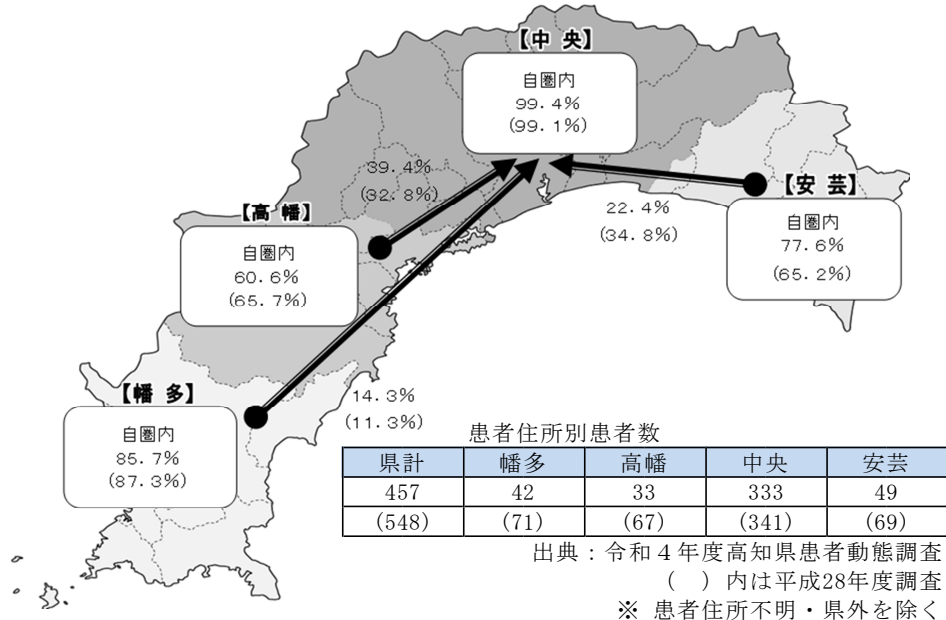 【中 央】
自圏内
99.4%
(99.1%)
39.4%
(32.8%)
【高 幡】
自圏内
60.6%
(65.7%)
【安 芸】
自圏内
77.6%
(65.2%)
22.4%
(34.8%)
【幡 多】
自圏内
85.7%
(87.3%)
14.3%
(11.3%)
患者住所別患者数
県計 幡多 高幡 中央 安芸
457 42 33 333 49
(548) (71) (67) (341) (69)
出典：令和４年度高知県患者動態調査
（　）内は平成28年度調査
※ 患者住所不明・県外を除く